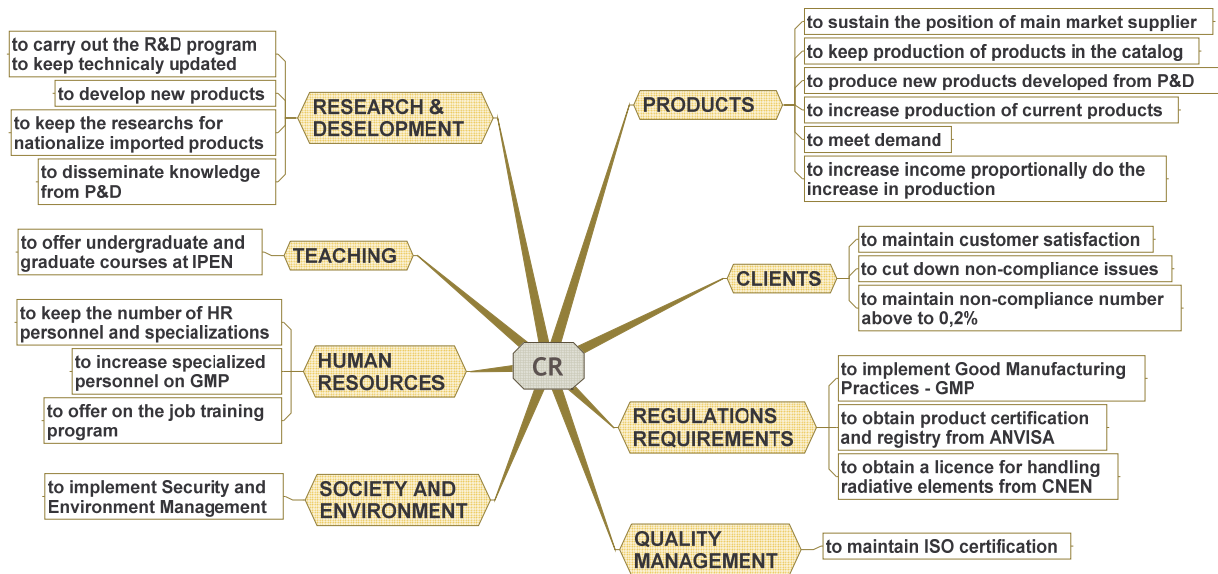 to carry out the R&D program
to keep technicaly updated
to develop new products
to keep the researchs for
nationalize imported products
to disseminate knowledge
from P&D
RESEARCH &
DESELOPMENT
to offer undergraduate and
graduate courses at IPEN
TEACHING
to keep the number of HR
personnel and specializations
to increase specialized
personnel on GMP
to offer on the job training
program
HUMAN
RESOURCES
to implement Security and
Environment Management
SOCIETY AND
ENVIRONMENT
CR
PRODUCTS
to sustain the position of main market supplier
to keep production of products in the catalog
to produce new products developed from P&D
to increase production of current products
to meet demand
to increase income proportionally do the
increase in production
CLIENTS
to maintain customer satisfaction
to cut down non-compliance issues
to maintain non-compliance number
above to 0,2%
REGULATIONS
REQUIREMENTS
to implement Good Manufacturing
Practices - GMP
to obtain product certification
and registry from ANVISA
to obtain a licence for handling
radiative elements from CNEN
QUALITY
MANAGEMENT
to maintain ISO certification